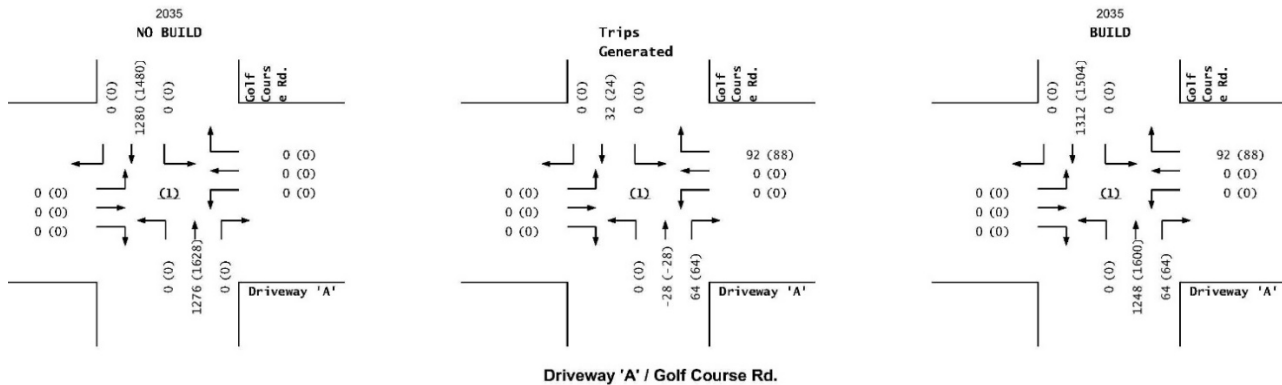 2035
NO BUILD
0 (0)
1280 (1480)
0 (0)
Golf
Cours
e Rd.
0 (0)
0 (0)
0 (0)
0 (0)
0 (0)
0 (0)
(1)
0 (0)
1276 (1628)
0 (0)
Driveway 'A'
Trips
Generated
0 (0)
32 (24)
0 (0)
Golf
Cours
e Rd.
92 (88)
0 (0)
0 (0)
0 (0)
0 (0)
0 (0)
(1)
0 (0)
-28 (-28)
64 (64)
Driveway 'A'
2035
BUILD
0 (0)
1312 (1504)
0 (0)
Golf
Cours
e Rd.
92 (88)
0 (0)
0 (0)
0 (0)
0 (0)
0 (0)
(1)
0 (0)
1248 (1600)
64 (64)
Driveway 'A'
Driveway 'A' / Golf Course Rd.